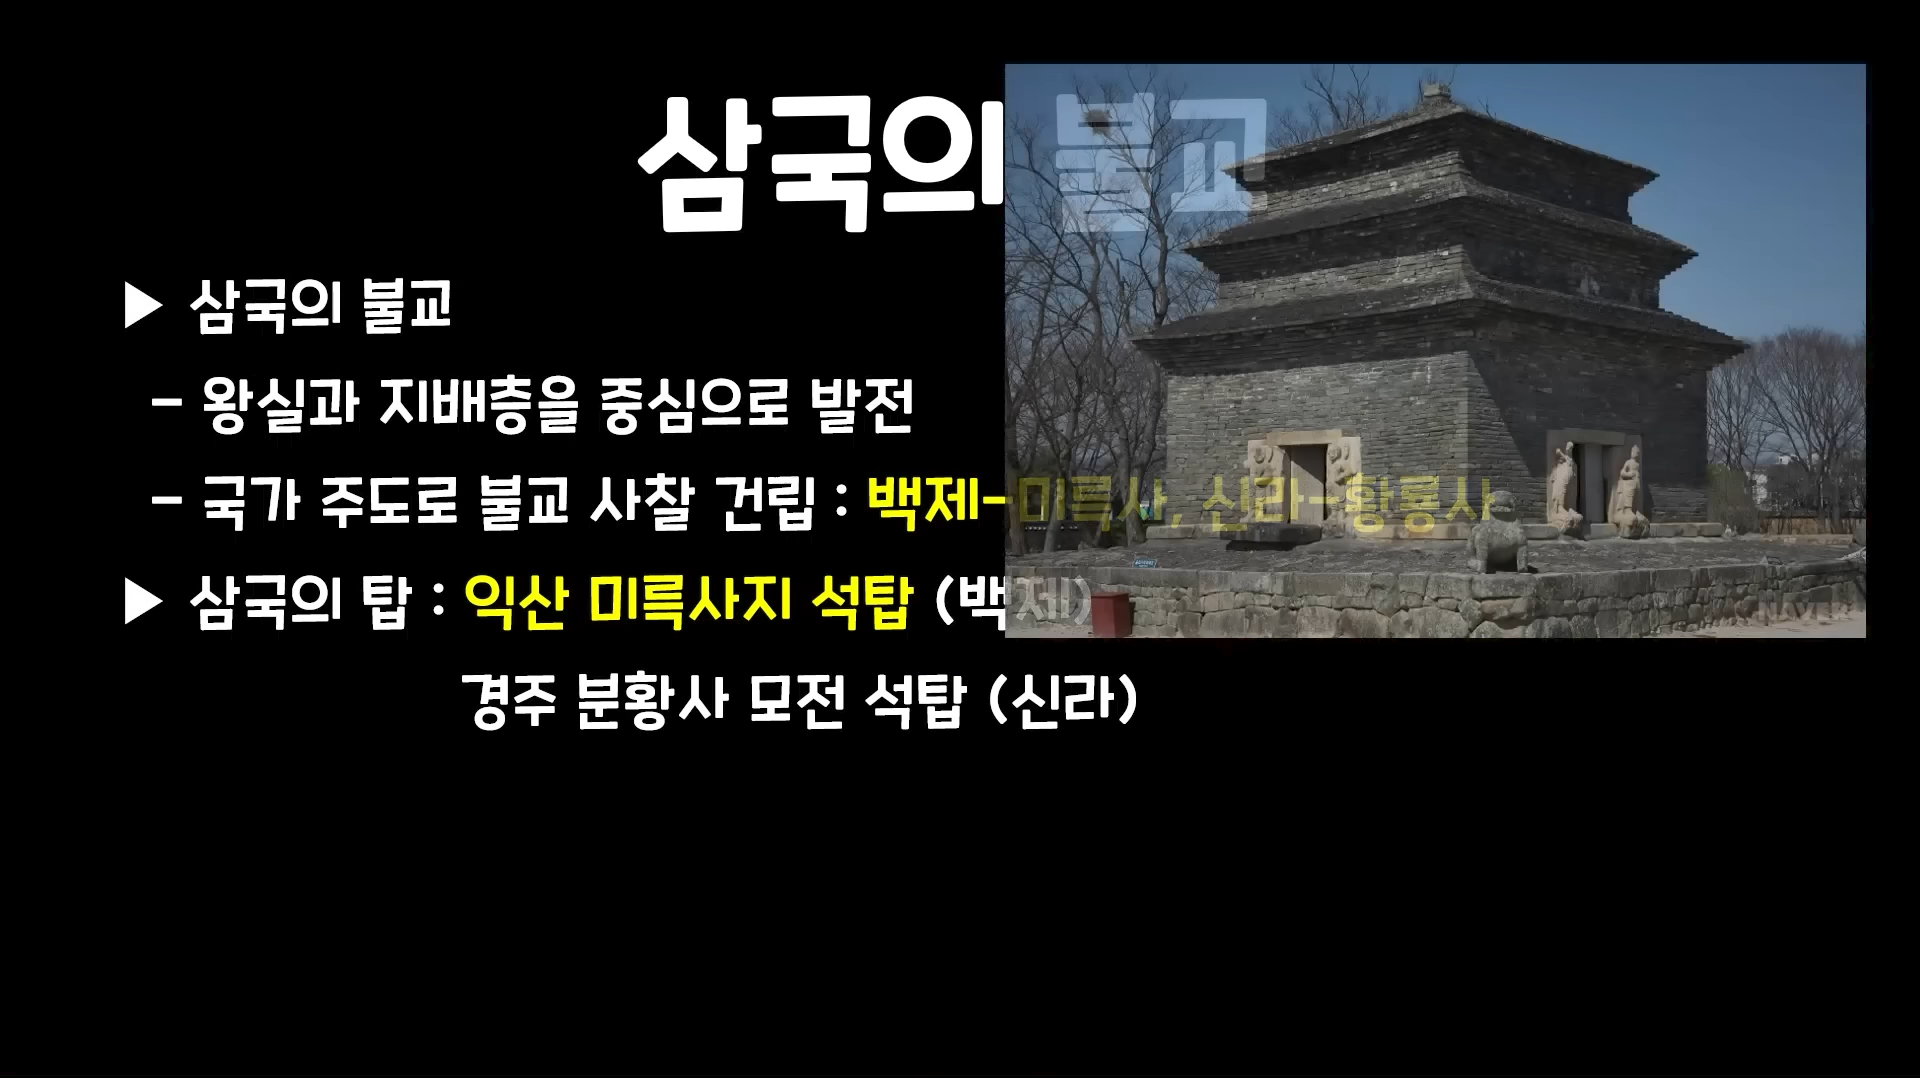 삼국의 불교
▶ 삼국의 불교
- 왕실과 지배층을 중심으로 발전
- 국가 주도로 불교 사찰 건립 : 백제-미륵사, 신라-황룡사
▶ 삼국의 탑 : 익산 미륵사지 석탑 (백제)
경주 분황사 모전 석탑 (신라)
NAVER